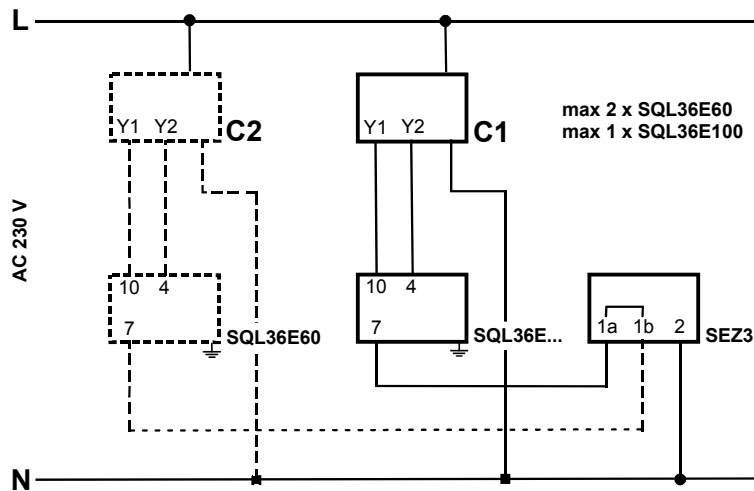 L
Y1 Y2
C2
Y1 Y2
C1
max 2 x SQL36E60
max 1 x SQL36E100
AC 230 V
10 4
7
SQL36E60
10 4
7
SQL36E...
1a 1b 2
SEZ3
N